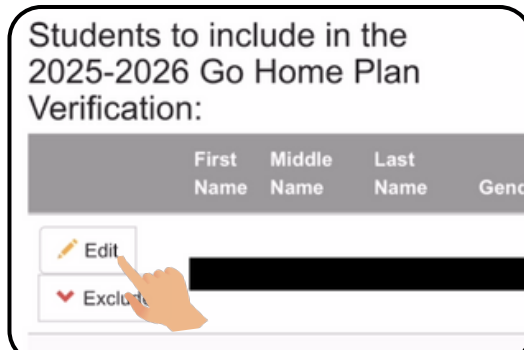 Students to include in the
2025-2026 Go Home Plan
Verification:
First Middle Last
Name Name Name
Edit